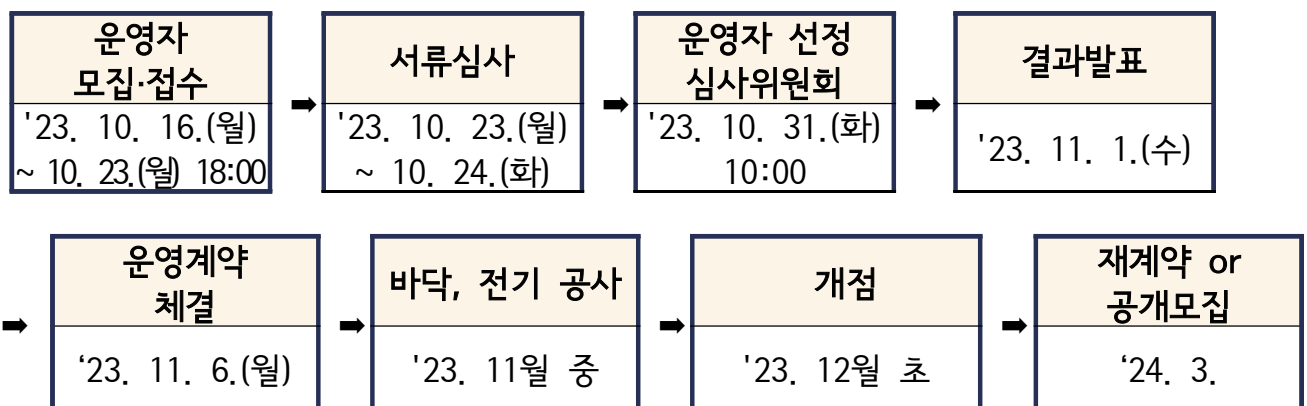 운영자
모집·접수
'23. 10. 16.(월)
~ 10. 23.(월) 18:00
➡
서류심사
'23. 10. 23.(월)
~ 10. 24.(화)
➡
운영자 선정
심사위원회
'23. 10. 31.(화)
10:00
➡
결과발표
'23. 11. 1.(수)
➡
운영계약
체결
‘23. 11. 6.(월)
➡
바닥, 전기 공사
'23. 11월 중
➡
개점
'23. 12월 초
➡
재계약 or
공개모집
‘24. 3.